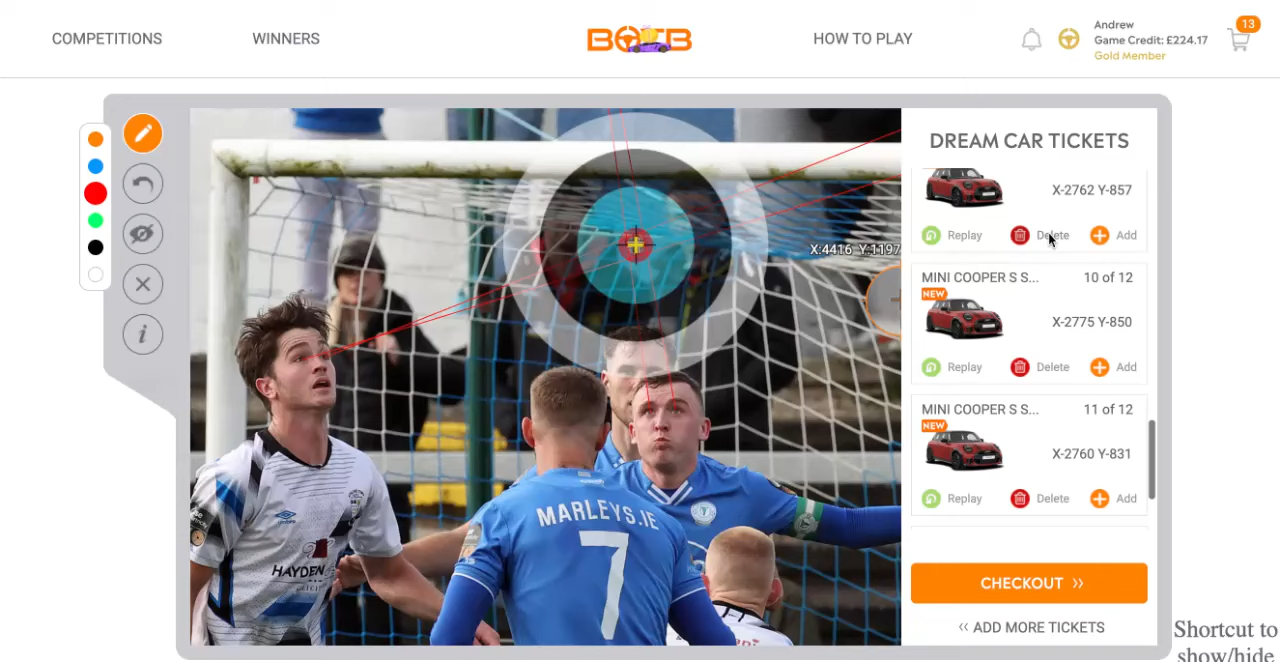 COMPETITIONS
WINNERS
BOTB
HOW TO PLAY
Andrew
Game Credit: £224.17
Gold Member
13
DREAM CAR TICKETS
X-2762 Y-857
Replay
Delete
Add
X:4416 Y:1197
MINI COOPER S S...
10 of 12
NEW
X-2775 Y-850
Replay
Delete
Add
MINI COOPER S S...
11 of 12
NEW
X-2760 Y-831
Replay
Delete
Add
MARLEYS.IE
7
HAYDEN
CHECKOUT »
« ADD MORE TICKETS
Shortcut to
show/hide